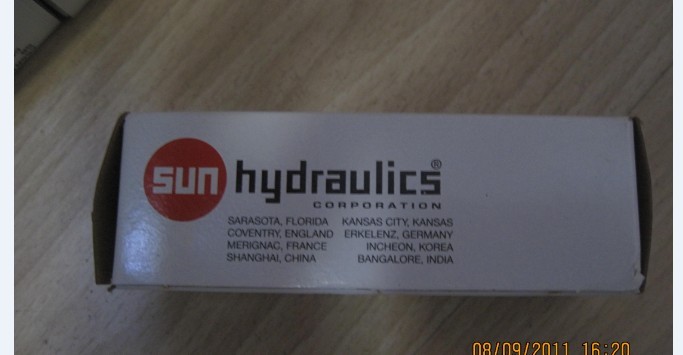 sun hydraulics®
CORPORATION
SARASOTA, FLORIDA KANSAS CITY, KANSAS
COVENTRY, ENGLAND ERKELENZ, GERMANY
MERIGNAC, FRANCE INCHEON, KOREA
SHANGHAI, CHINA BANGALORE, INDIA
08/09/2011 16:20